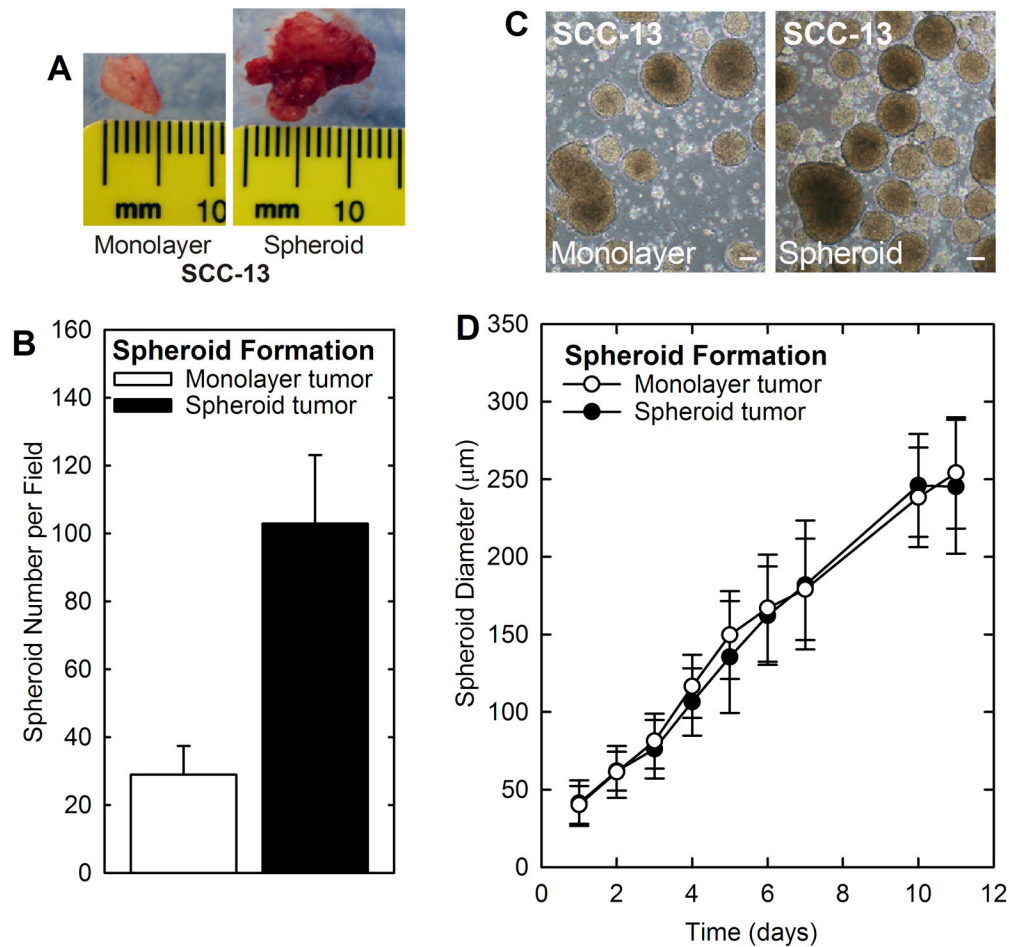 A
mm 10
10
Monolayer Spheroid
SCC-13
C
SCC-13
Monolayer
SCC-13
Spheroid
B
Spheroid Formation
Monolayer tumor
Spheroid tumor
Spheroid Number per Field
160
140
120
100
80
60
40
20
0
D
Spheroid Formation
Monolayer tumor
Spheroid tumor
Spheroid Diameter (μm)
350
300
250
200
150
100
50
0
0 2 4 6 8 10 12
Time (days)